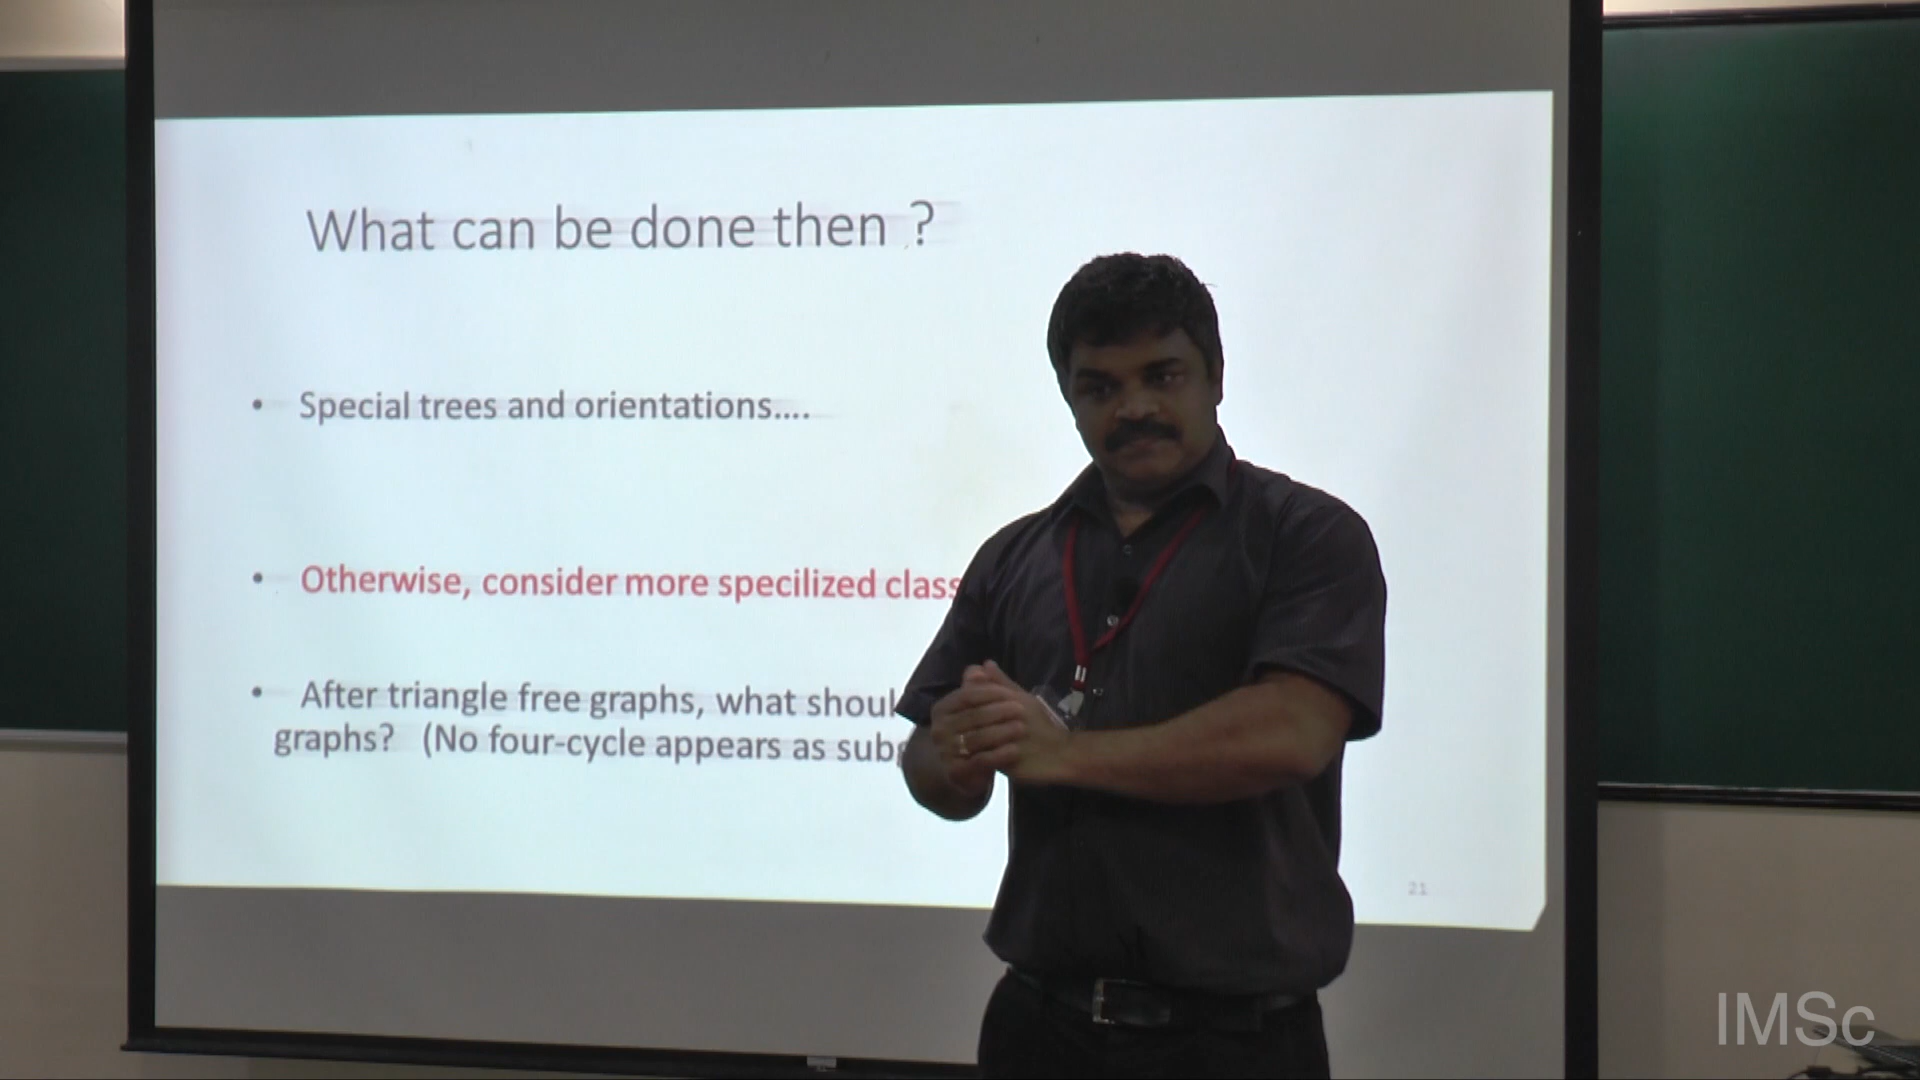 What can be done then ?
• Special trees and orientations....
• Otherwise, consider more specilized class
• After triangle free graphs, what shoul
graphs? (No four-cycle appears as sub
21
IMSc